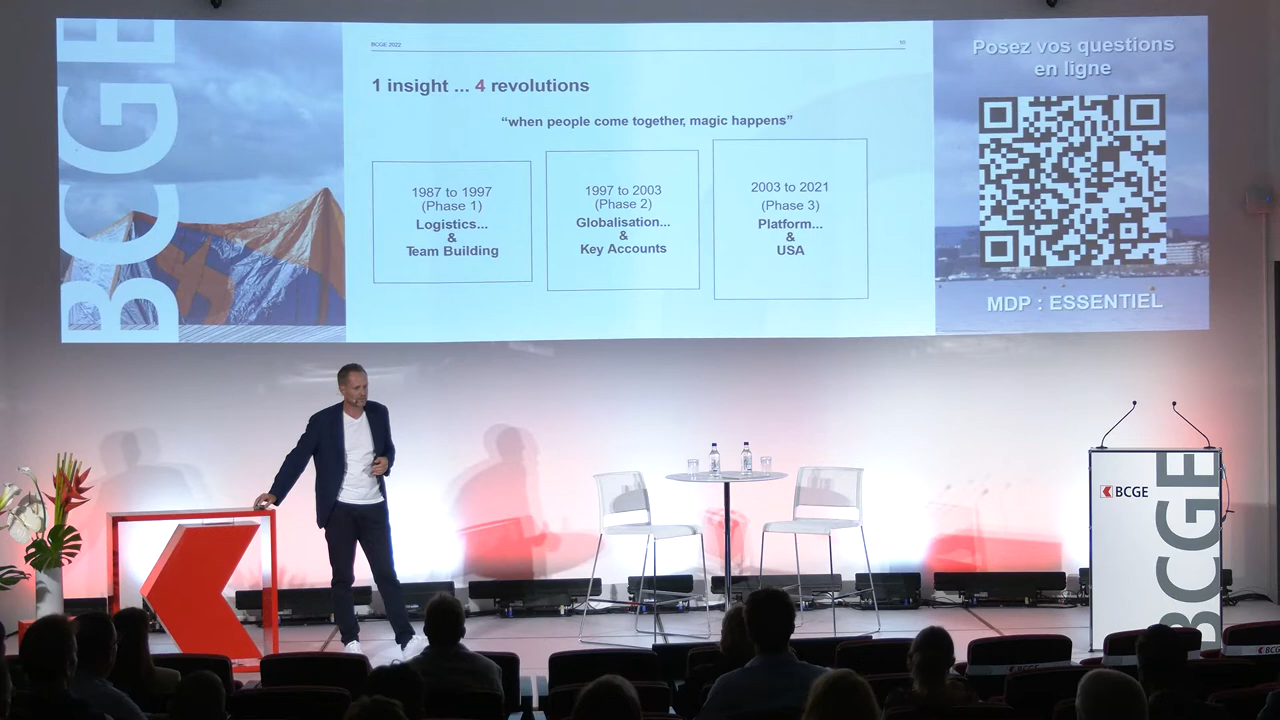 BCGE
BCGE 2022
10
1 insight ... 4 revolutions
“when people come together, magic happens”
1987 to 1997
(Phase 1)
Logistics...
&
Team Building
1997 to 2003
(Phase 2)
Globalisation...
&
Key Accounts
2003 to 2021
(Phase 3)
Platform...
&
USA
Posez vos questions
en ligne
MDP : ESSENTIEL
BCGE
BCGE